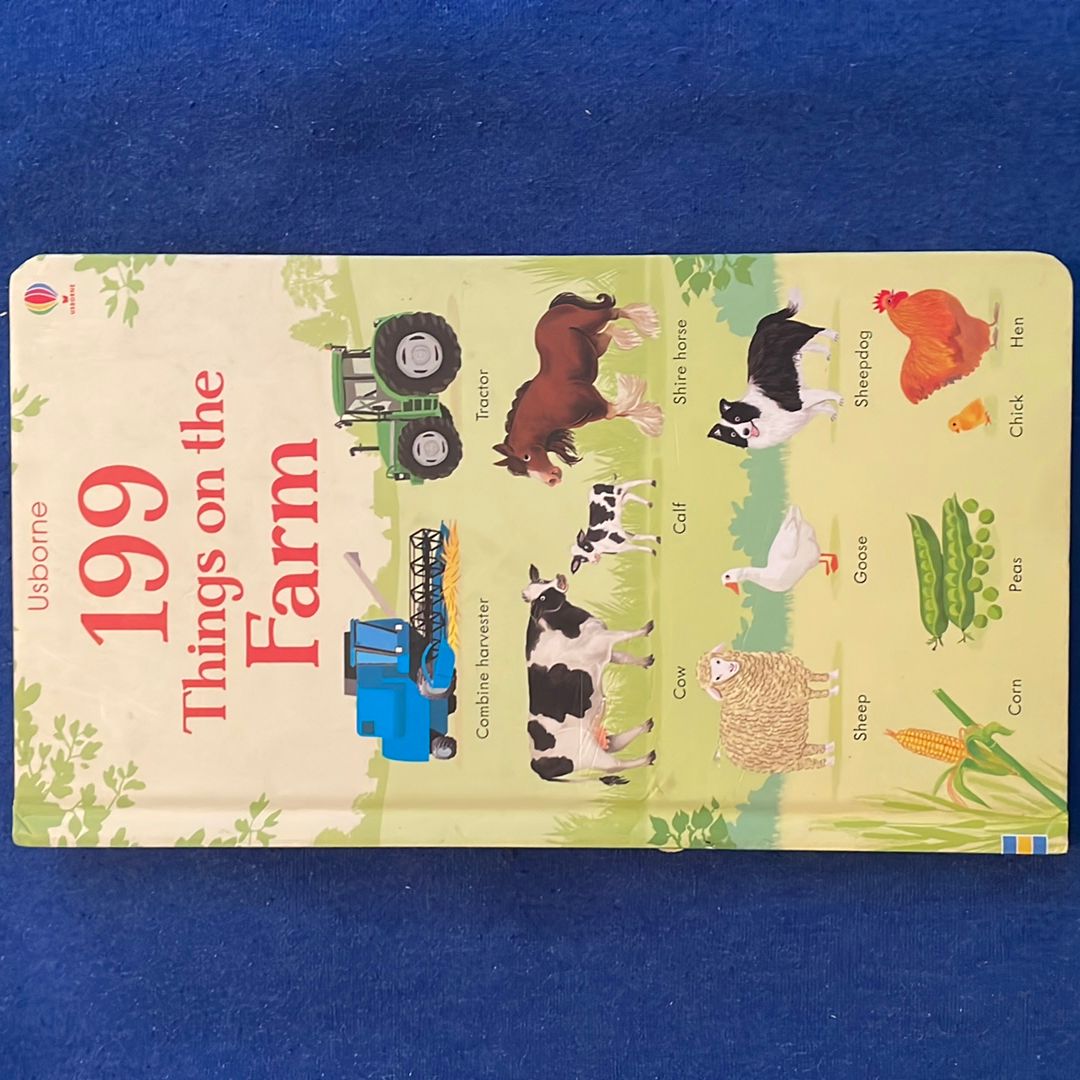 Usborne
USBORNE
199
Things on the
Farm
Combine harvester
Tractor
Cow
Calf
Shire horse
Sheep
Goose
Sheepdog
Corn
Peas
Chick
Hen